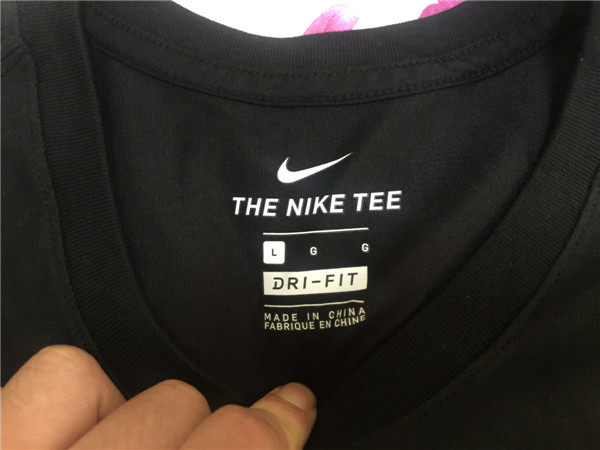 THE NIKE TEE
L G G
DRI-FIT
MADE IN CHINA
FABRIQUE EN CHINE